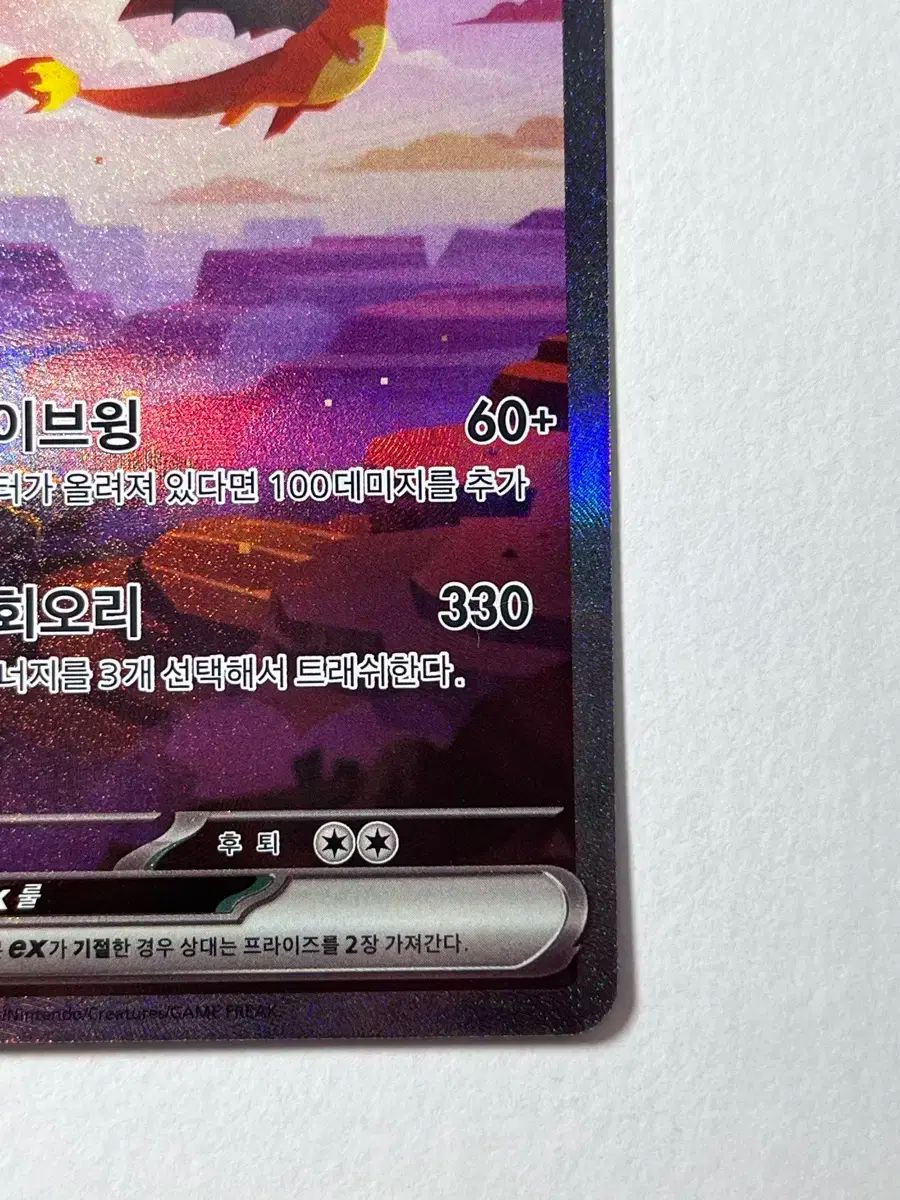 이브윙 60+
터가 올려져 있다면 100데미지를 추가
회오리 330
너지를 3개 선택해서 트래쉬한다.
후퇴
룰
ex가 기절한 경우 상대는 프라이즈를 2장 가져간다.
/Nintendo/Creatures/GAME FREAK.